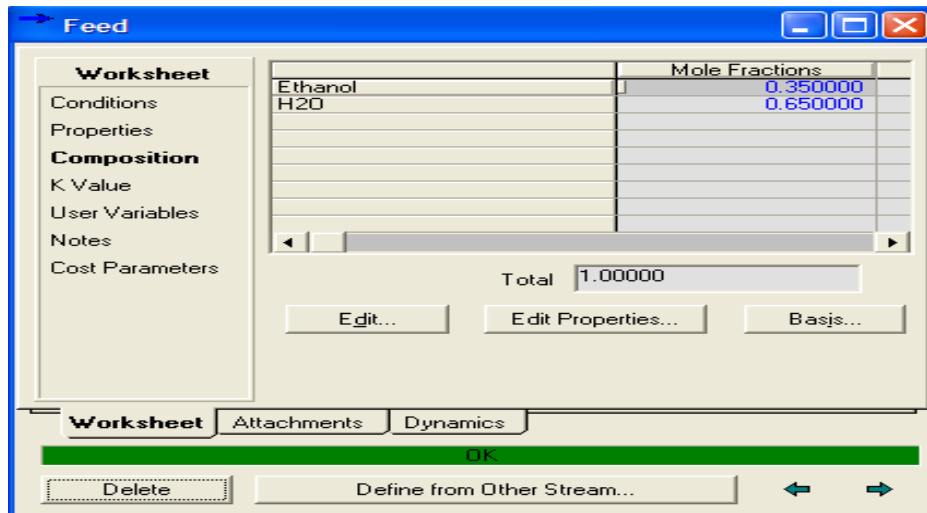 Feed
Worksheet
Conditions
Properties
Composition
K Value
User Variables
Notes
Cost Parameters
Mole Fractions
Ethanol 0.350000
H2O 0.650000
Total 1.00000
Edit... Edit Properties... Basis...
Worksheet Attachments Dynamics
OK
Delete Define from Other Stream...